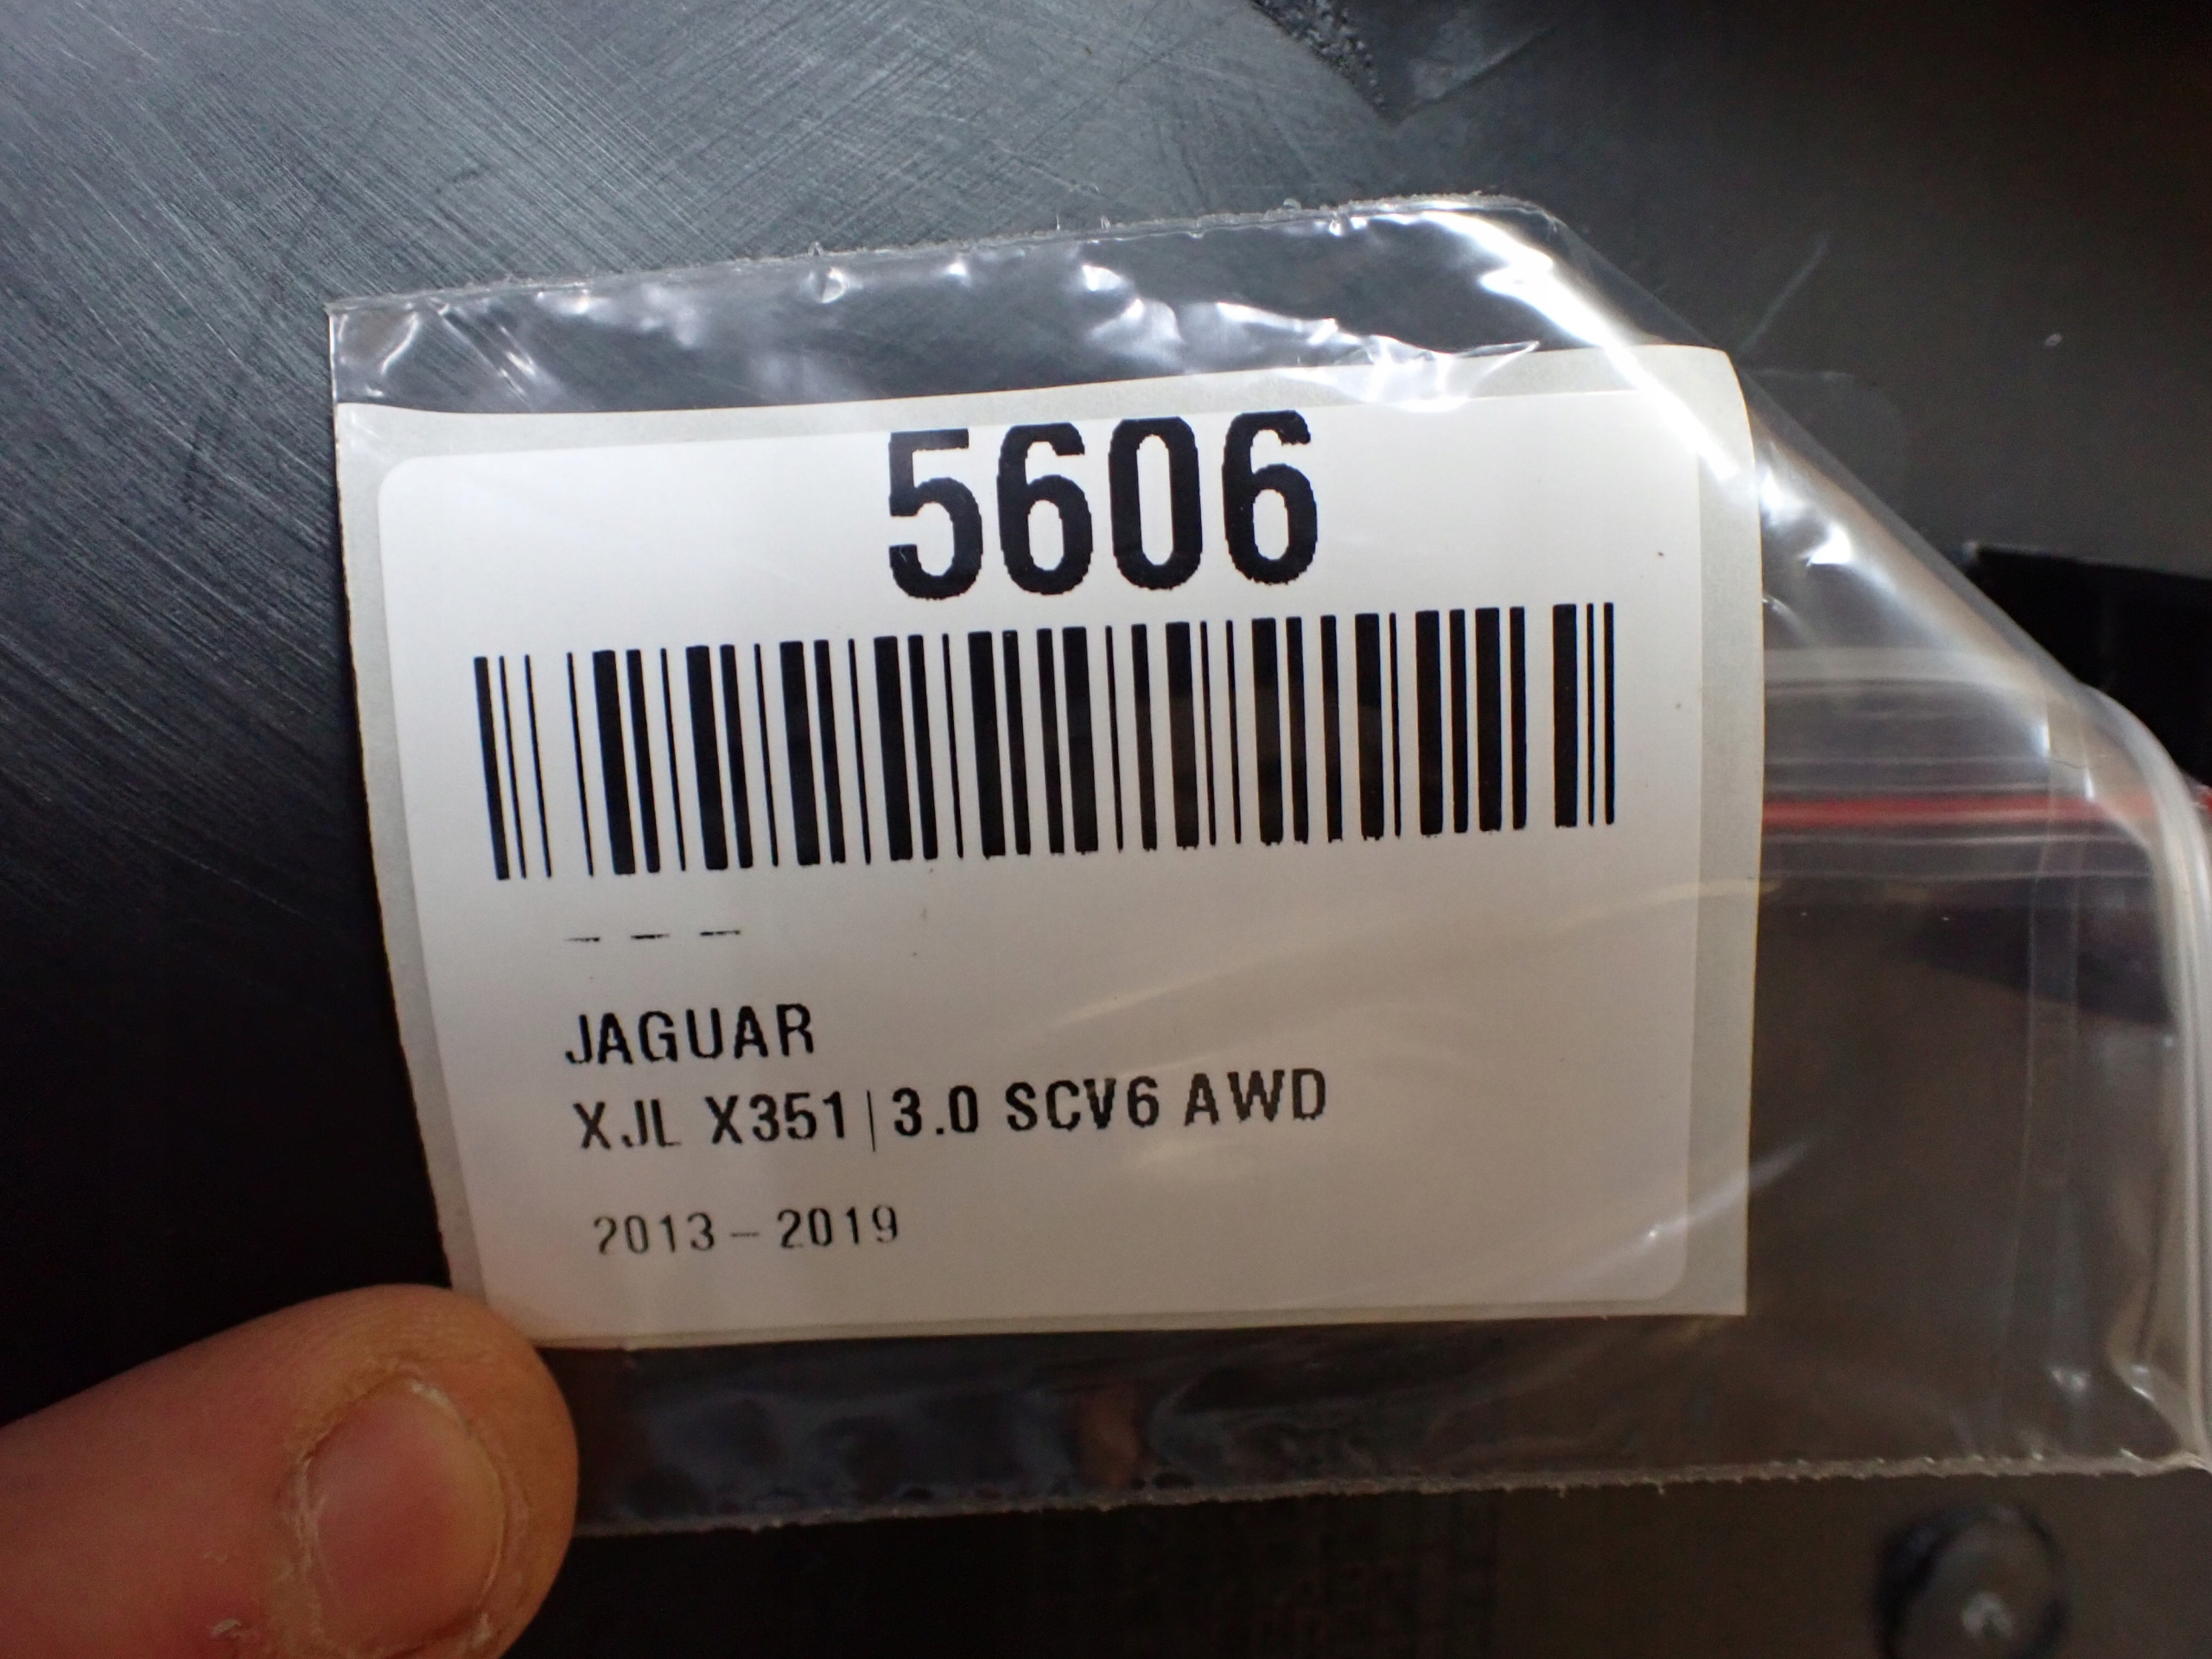 5606
– – –
JAGUAR
XJL X351|3.0 SCV6 AWD
2013–2019